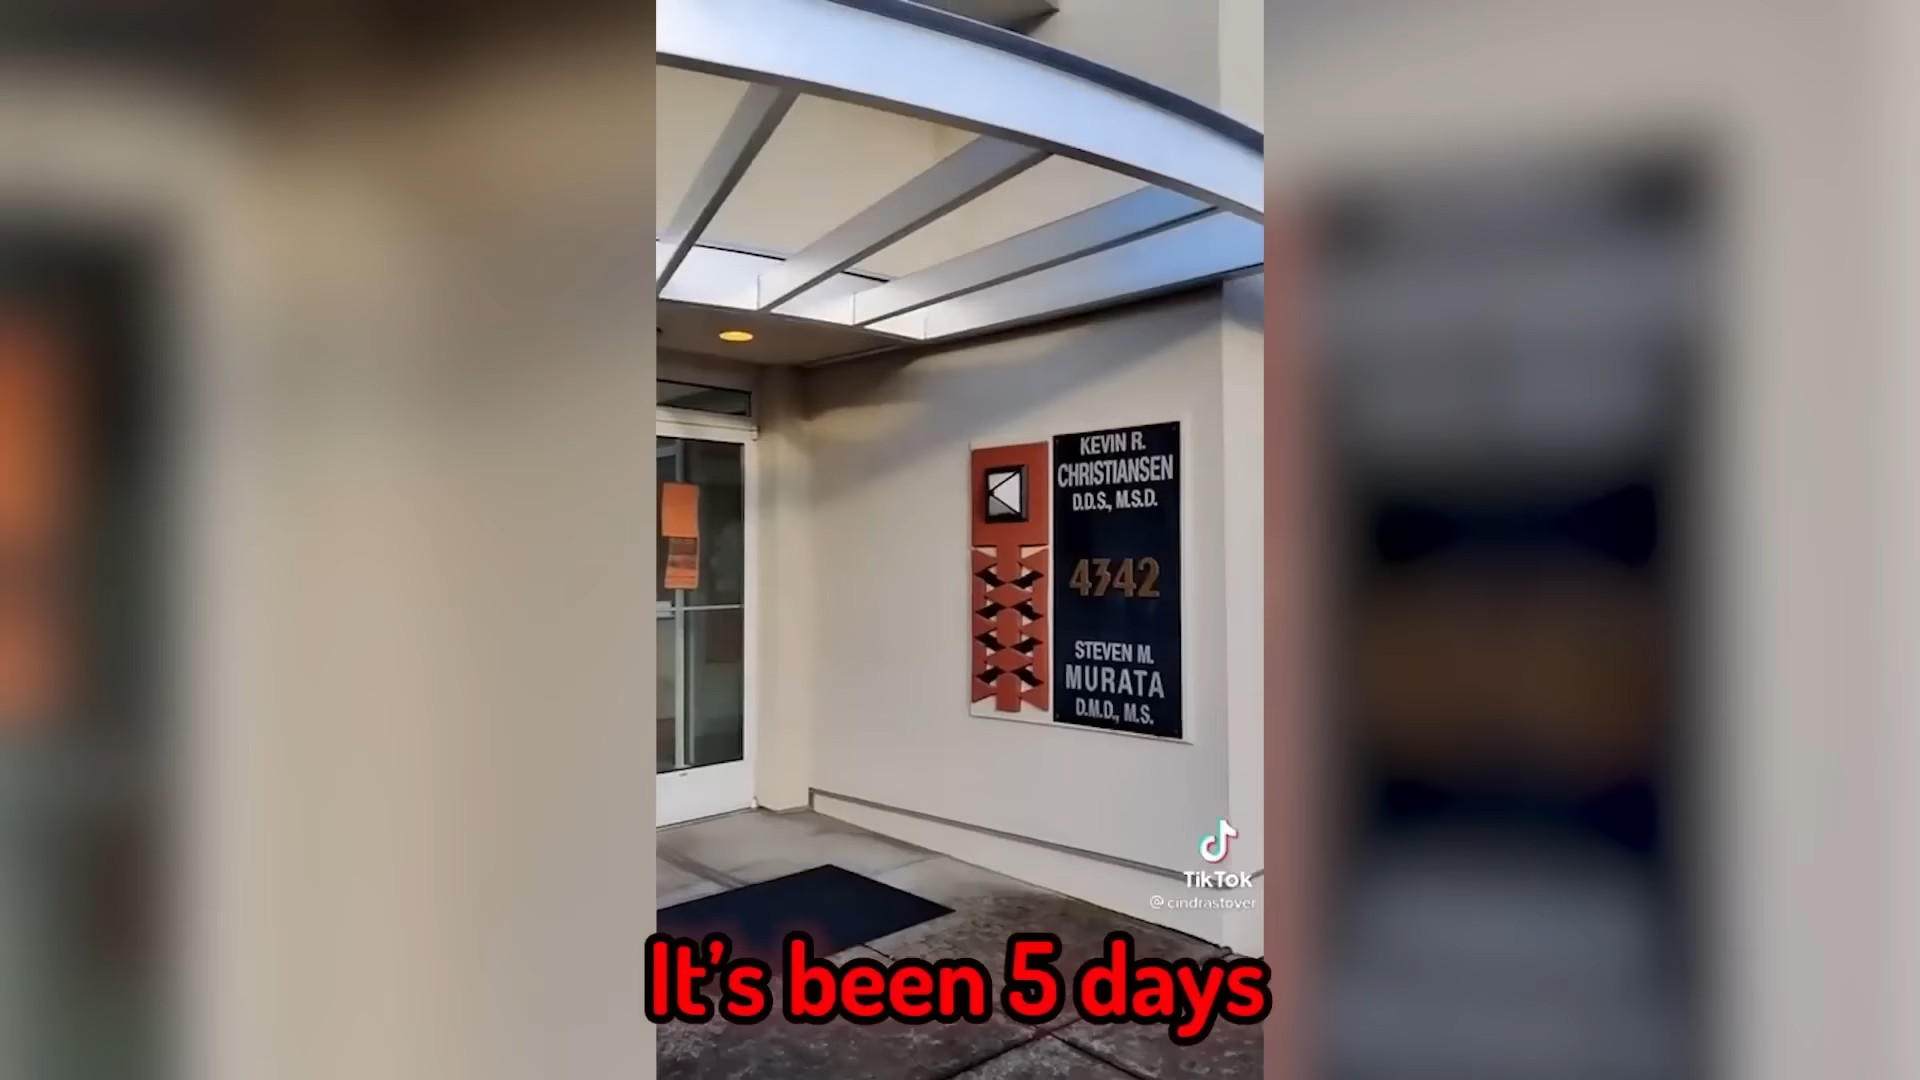 KEVIN R.
CHRISTIANSEN
D.D.S., M.S.D.
4342
STEVEN M.
MURATA
D.M.D., M.S.
TikTok
@cindrastover
It's been 5 days